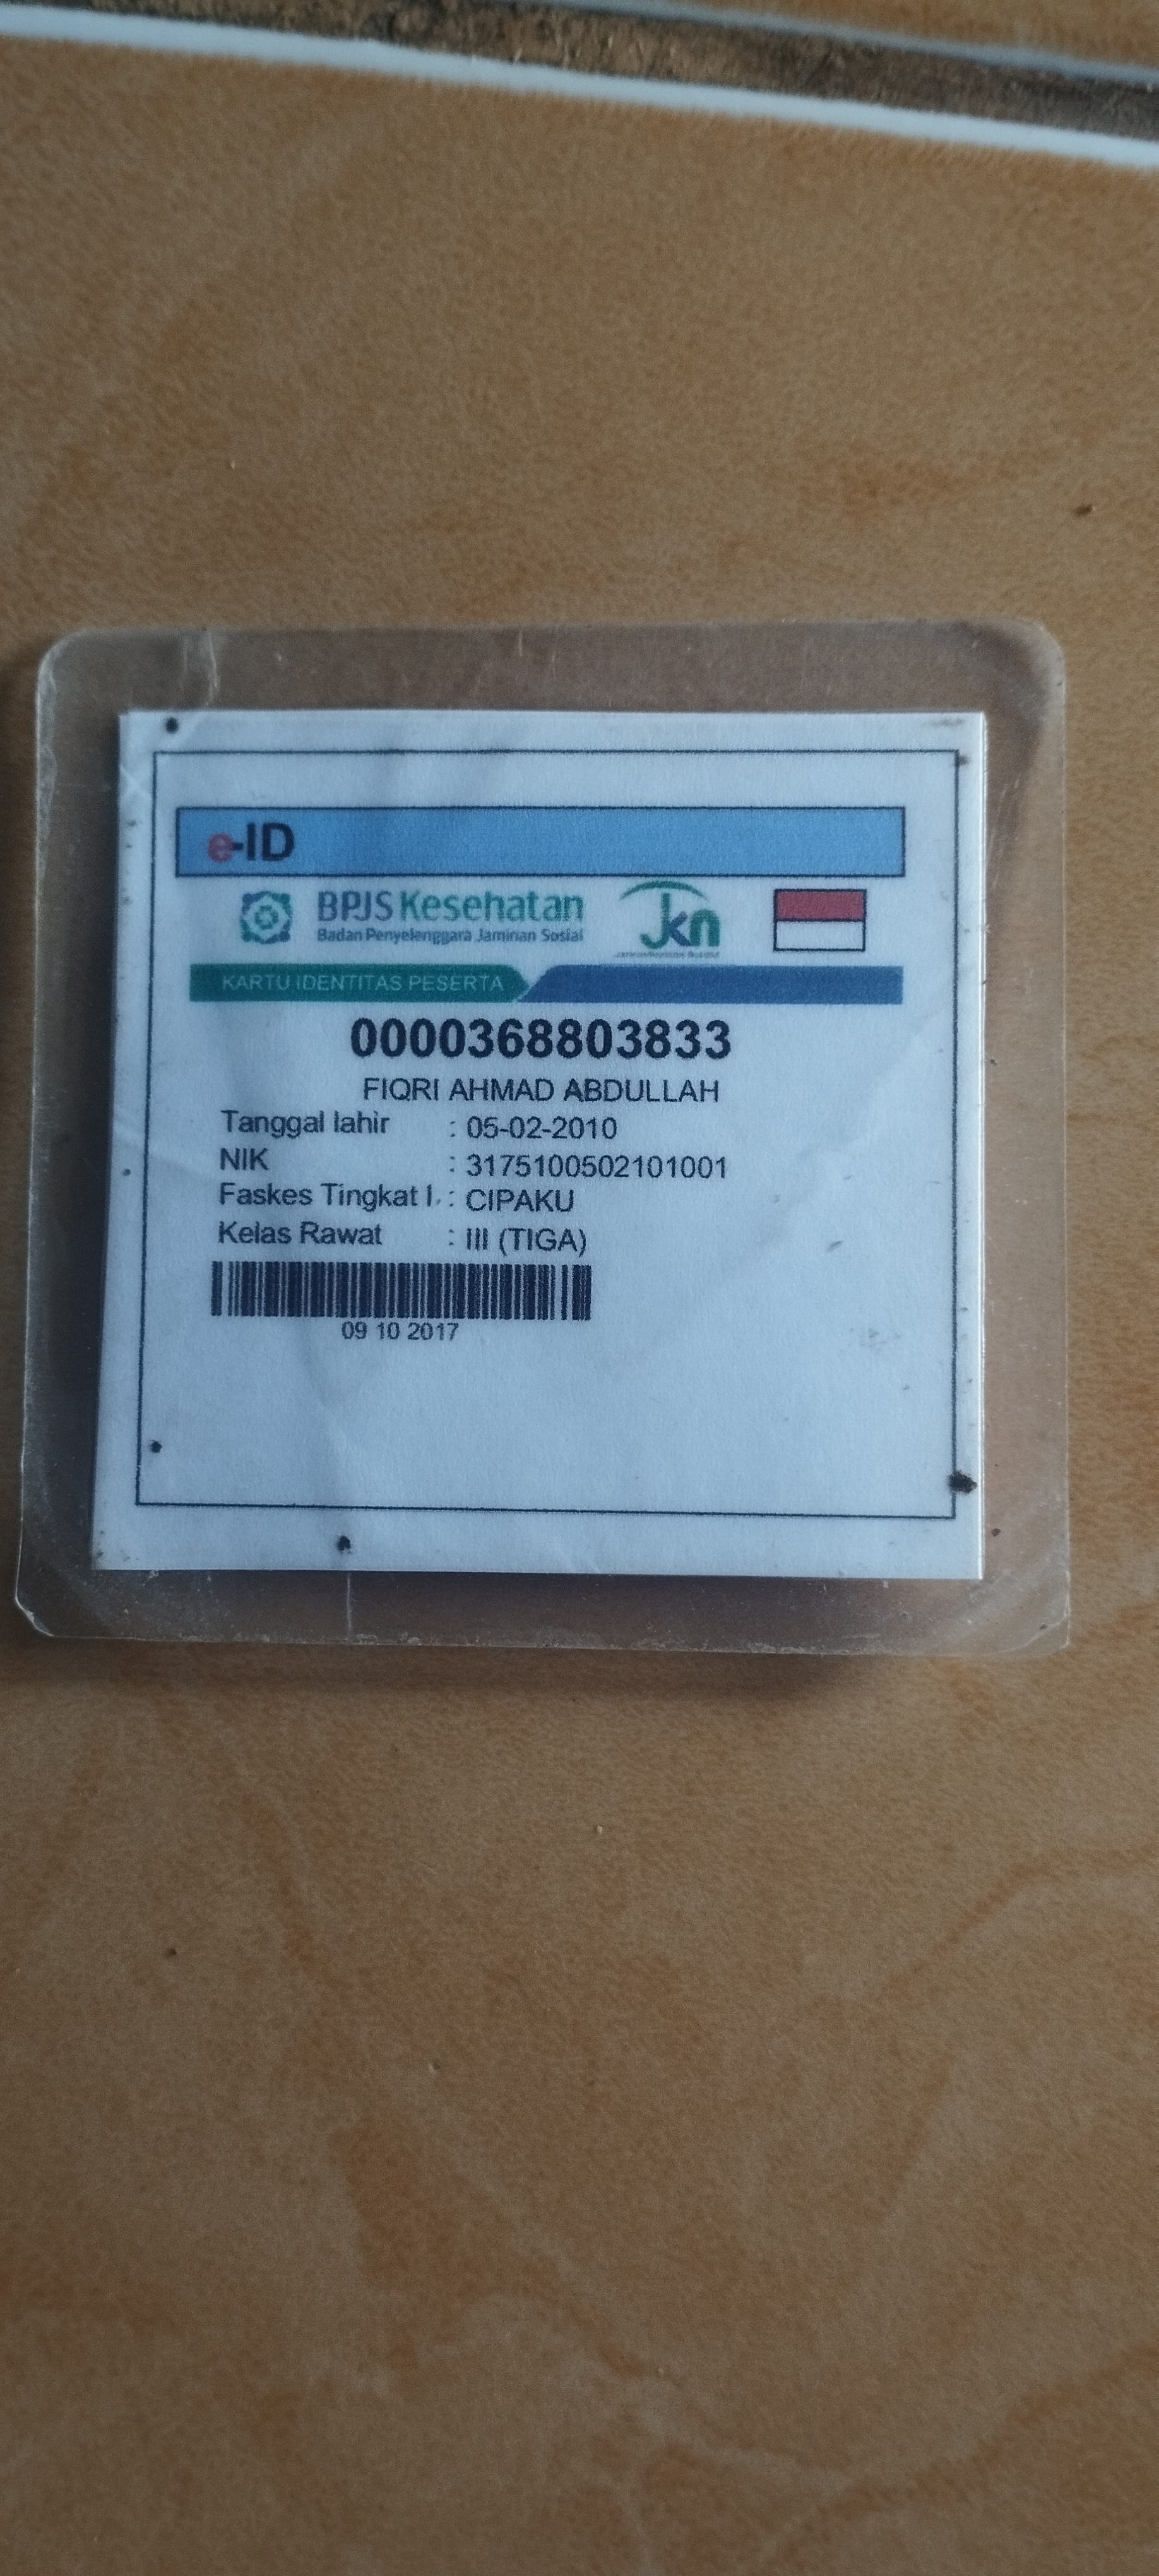 e-ID
BPJS Kesehatan
Badan Penyelenggara Jaminan Sosial
jkn
KARTU IDENTITAS PESERTA
0000368803833
FIQRI AHMAD ABDULLAH
Tanggal lahir : 05-02-2010
NIK : 3175100502101001
Faskes Tingkat I. : CIPAKU
Kelas Rawat : III (TIGA)
09 10 2017